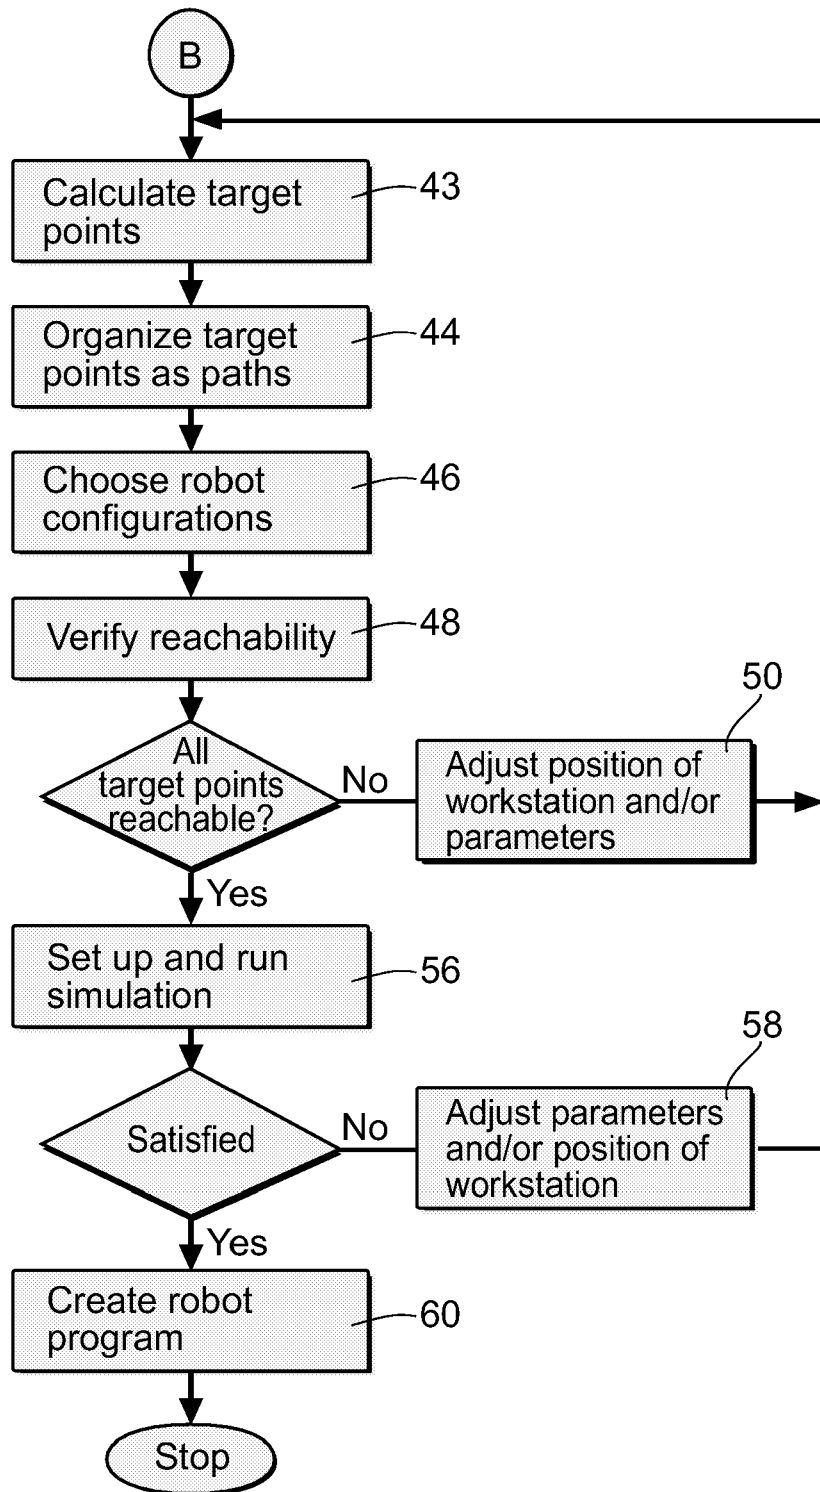 B
Calculate target
points
43
Organize target
points as paths
44
Choose robot
configurations
46
Verify reachability
48
All
target points
reachable?
No
Adjust position of
workstation and/or
parameters
50
Yes
Set up and run
simulation
56
Satisfied
No
Adjust parameters
and/or position of
workstation
58
Yes
Create robot
program
60
Stop